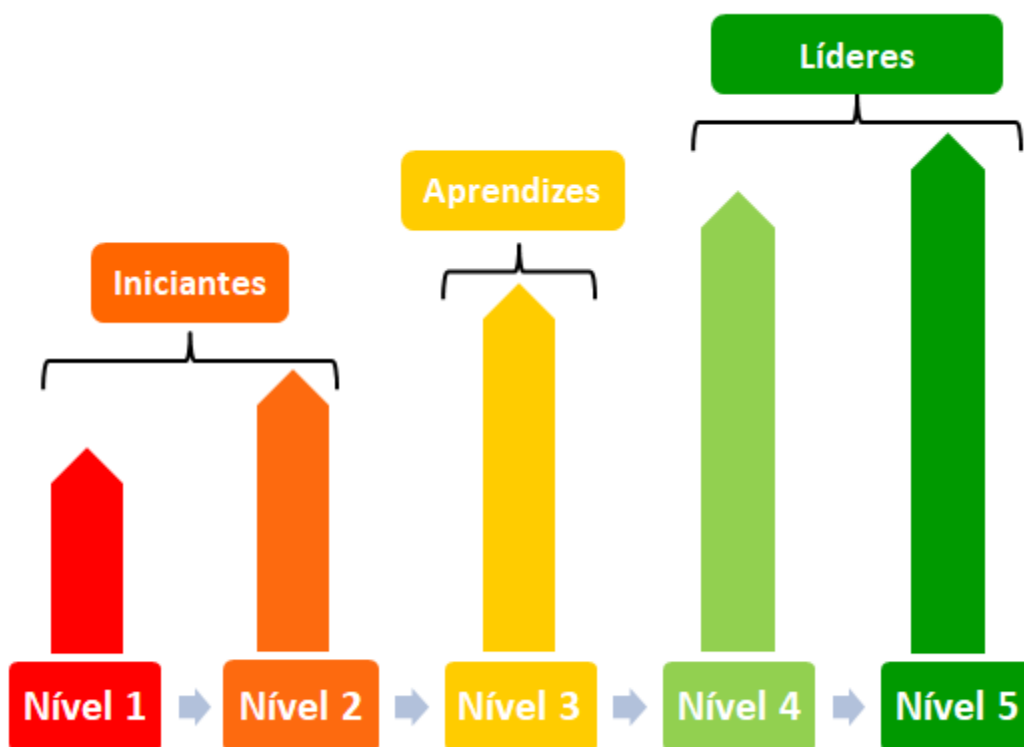 Líderes
Aprendizes
Iniciantes
Nível 1
Nível 2
Nível 3
Nível 4
Nível 5